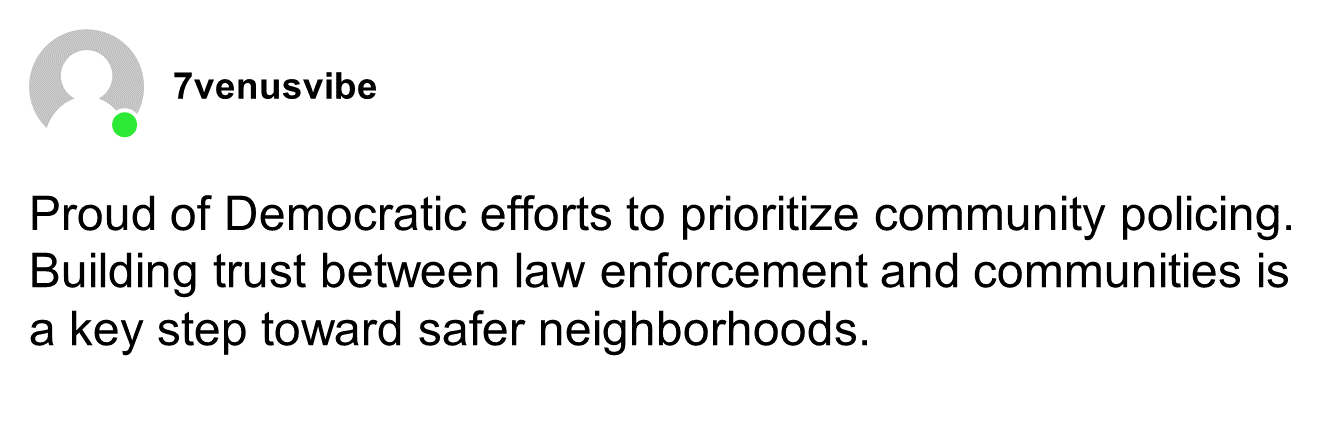 7venusvibe
Proud of Democratic efforts to prioritize community policing.
Building trust between law enforcement and communities is
a key step toward safer neighborhoods.